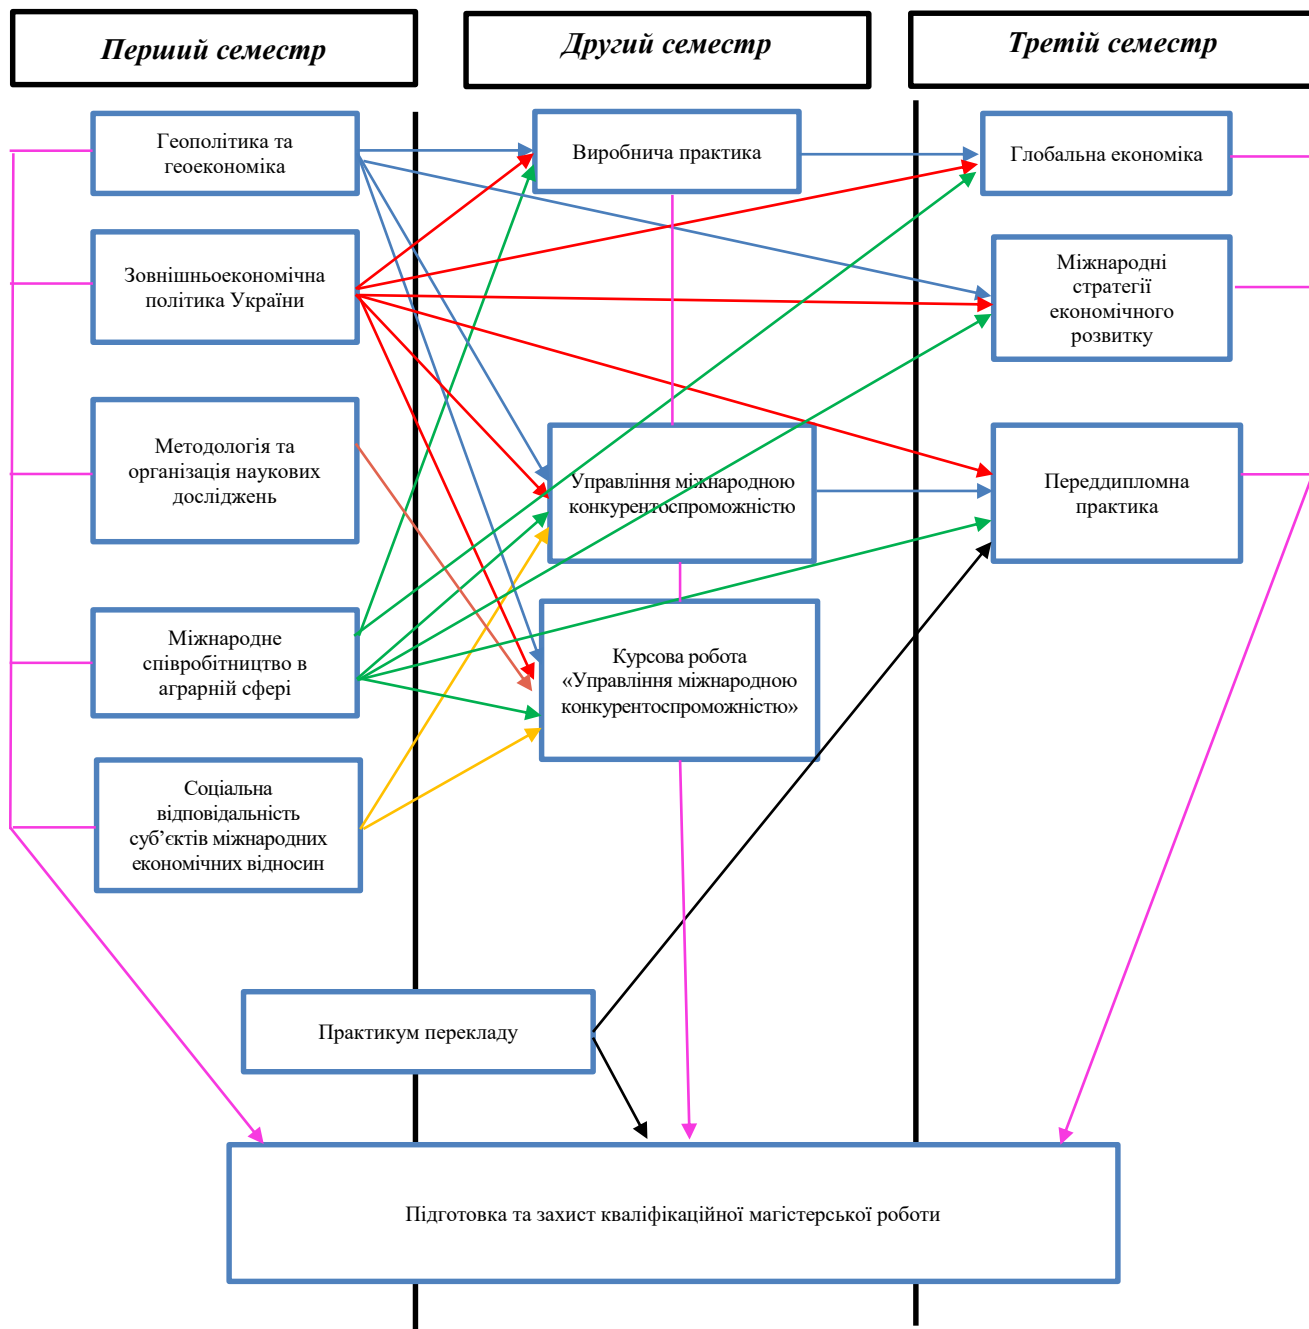 Перший семестр
Другий семестр
Третій семестр
Геополітика та
геоекономіка
Зовнішньоекономічна
політика України
Методологія та
організація наукових
досліджень
Міжнародне
співробітництво в
аграрній сфері
Соціальна
відповідальність
суб’єктів міжнародних
економічних відносин
Виробнича практика
Управління міжнародною
конкурентоспроможністю
Курсова робота
«Управління міжнародною
конкурентоспроможністю»
Глобальна економіка
Міжнародні
стратегії
економічного
розвитку
Переддипломна
практика
Практикум перекладу
Підготовка та захист кваліфікаційної магістерської роботи